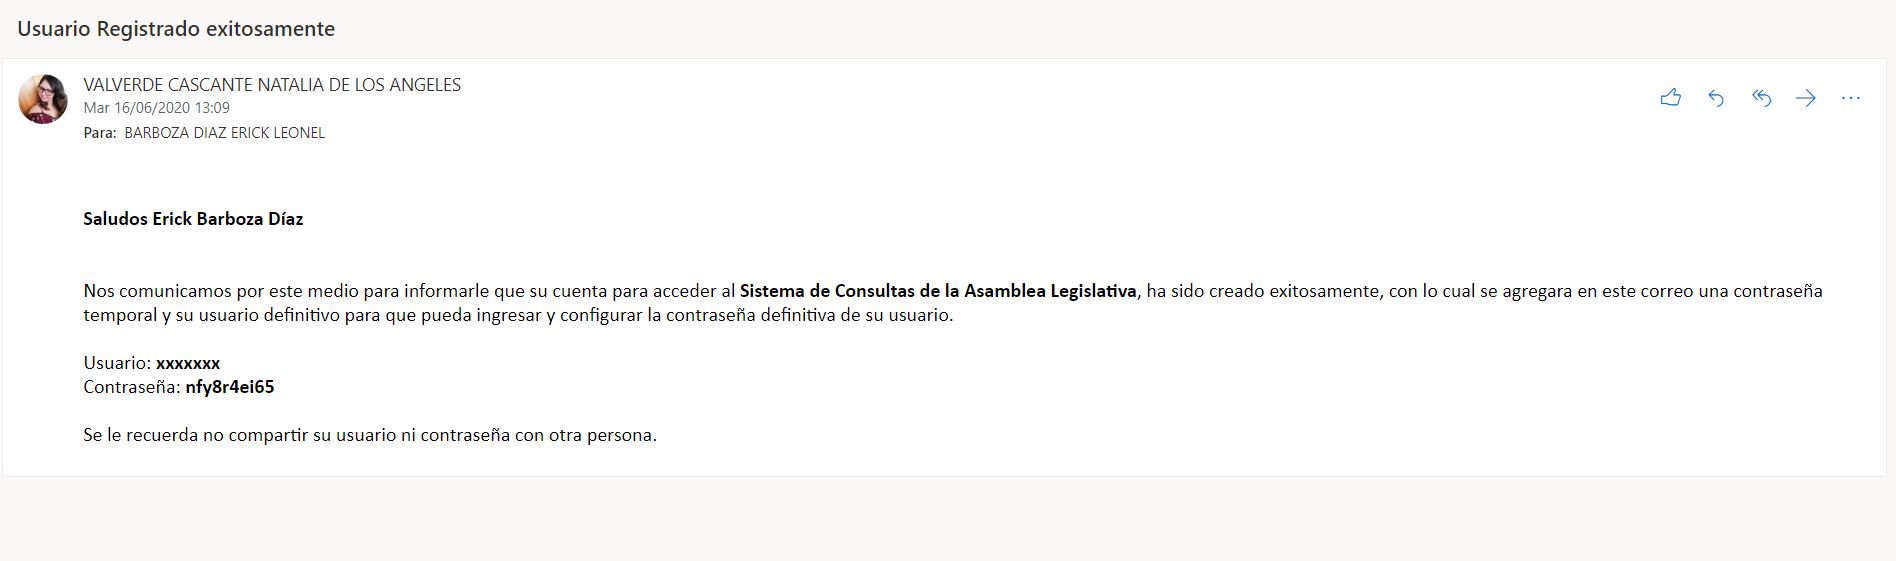 Usuario Registrado exitosamente
VALVERDE CASCANTE NATALIA DE LOS ANGELES
Mar 16/06/2020 13:09
Para: BARBOZA DIAZ ERICK LEONEL
Saludos Erick Barboza Díaz
Nos comunicamos por este medio para informarle que su cuenta para acceder al Sistema de Consultas de la Asamblea Legislativa, ha sido creado exitosamente, con lo cual se agregara en este correo una contraseña
temporal y su usuario definitivo para que pueda ingresar y configurar la contraseña definitiva de su usuario.
Usuario: xxxxxxx
Contraseña: nfy8r4ei65
Se le recuerda no compartir su usuario ni contraseña con otra persona.